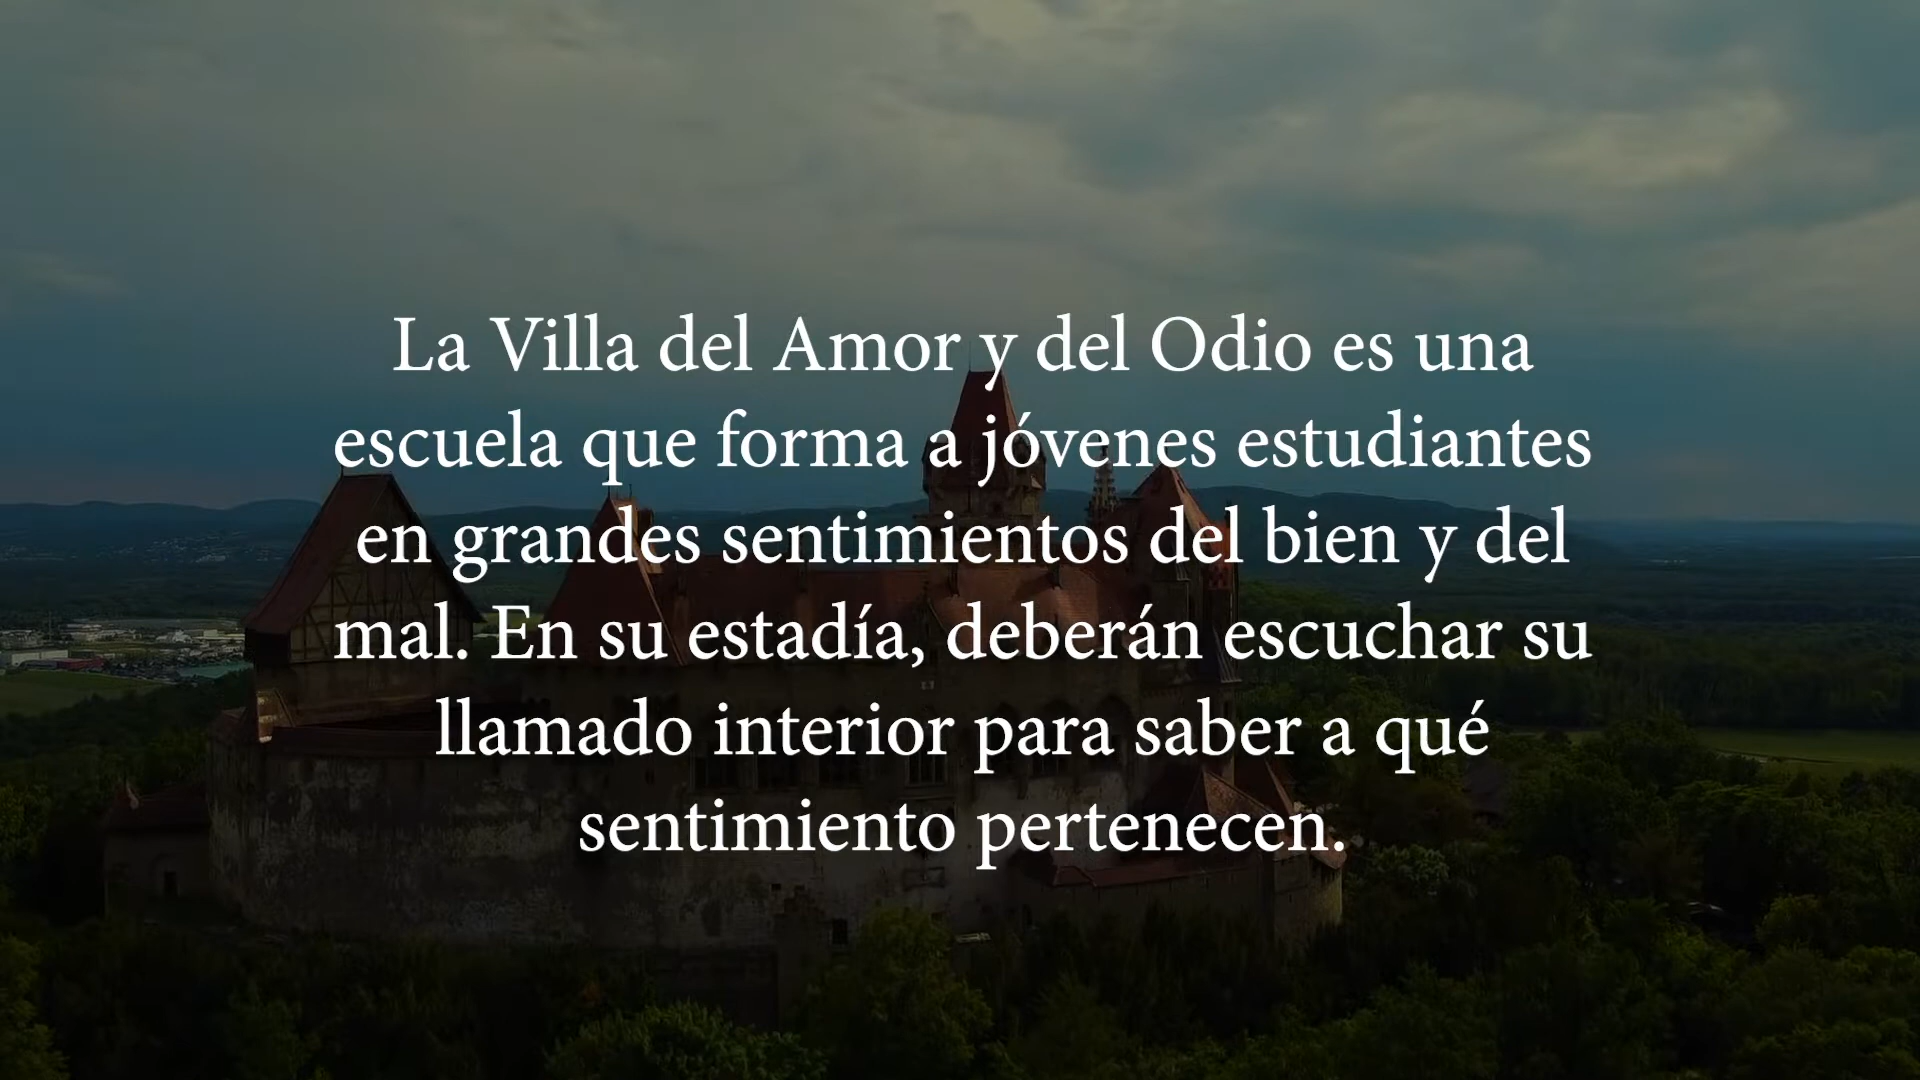 La Villa del Amor y del Odio es una
escuela que forma a jóvenes estudiantes
en grandes sentimientos del bien y del
mal. En su estadía, deberán escuchar su
llamado interior para saber a qué
sentimiento pertenecen.